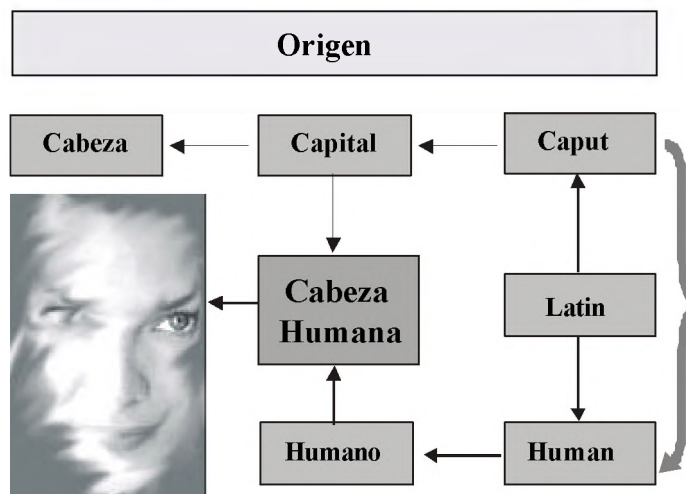 Origen
Cabeza
Capital
Caput
Cabeza
Humana
Latin
Humano
Human